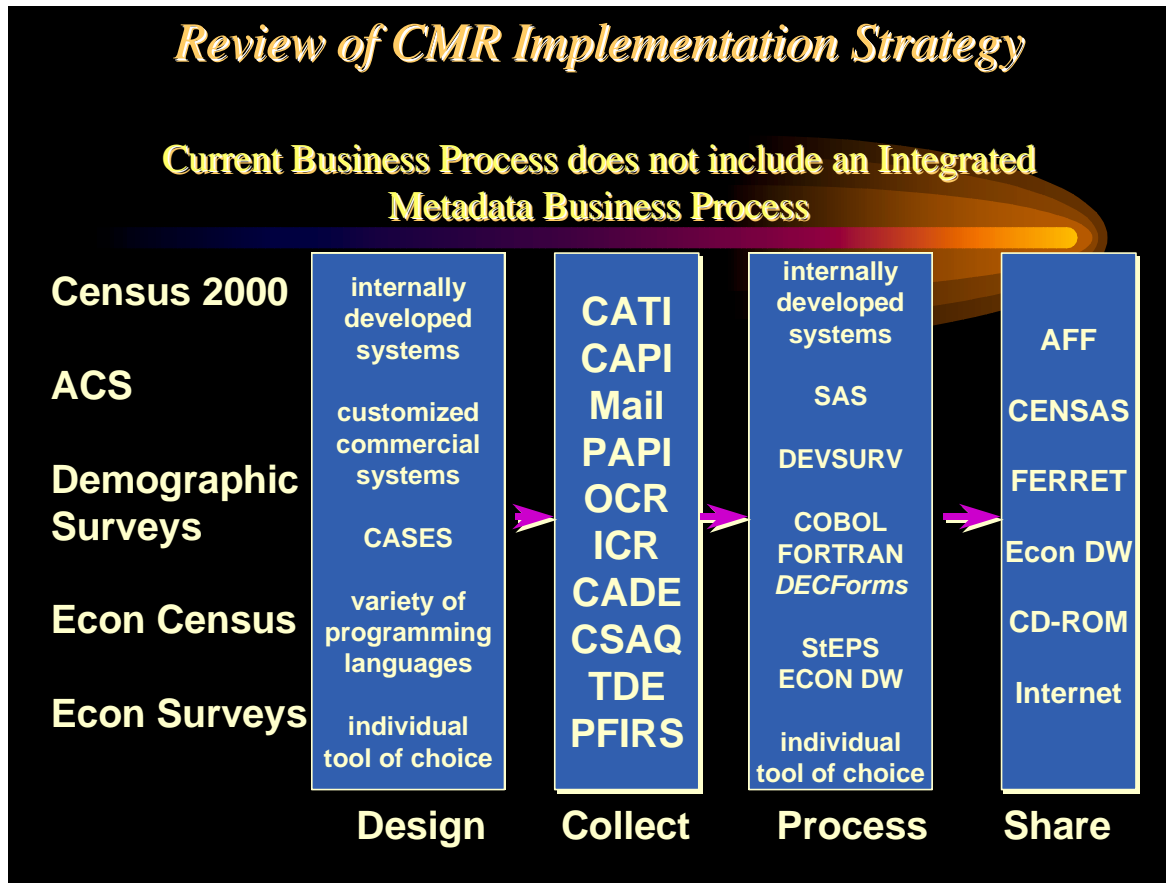 Review of CMR Implementation Strategy
Current Business Process does not include an Integrated
Metadata Business Process
Census 2000
ACS
Demographic
Surveys
Econ Census
Econ Surveys
internally
developed
systems
customized
commercial
systems
CASES
variety of
programming
languages
individual
tool of choice
Design
CATI
CAPI
Mail
PAPI
OCR
ICR
CADE
CSAQ
TDE
PFIRS
Collect
internally
developed
systems
SAS
DEVSURV
COBOL
FORTRAN
DECForms
StEPS
ECON DW
individual
tool of choice
Process
AFF
CENSAS
FERRET
Econ DW
CD-ROM
Internet
Share